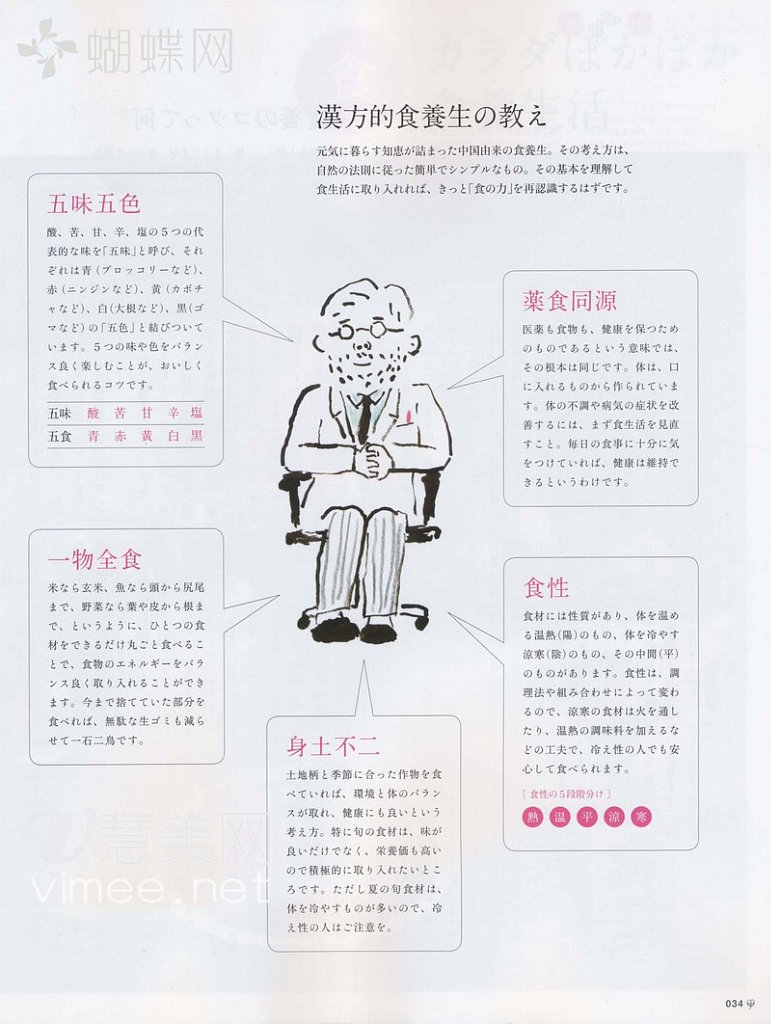 蝴蝶网
漢方的食養生の教え
元気に暮らす知恵が詰まった中国由来の食養生。その考え方は、
自然の法則に従った簡単でシンプルなもの。その基本を理解して
食生活に取り入れれば、きっと「食の力」を再認識するはずです。
五味五色
酸、苦、甘、辛、塩の5つの代
表的な味を「五味」と呼び、それ
ぞれは青(ブロッコリーなど)、
赤(ニンジンなど)、黄(カボチ
ャなど)、白(大根など)、黒(ゴ
マなど)の「五色」と結びついて
います。5つの味や色をバラン
ス良く楽しむことが、おいしく
食べられるコツです。
五味 酸 苦 甘 辛 塩
五食 青 赤 黄 白 黒
薬食同源
医薬も食物も、健康を保つため
のものであるという意味では、
その根本は同じです。体は、口
に入れるものから作られていま
す。体の不調や病気の症状を改
善するには、まず食生活を見直
すこと。毎日の食事に十分に気
をつけていれば、健康は維持で
きるというわけです。
一物全食
米なら玄米、魚なら頭から尻尾
まで、野菜なら葉や皮から根ま
で、というように、ひとつの食
材をできるだけ丸ごと食べるこ
とで、食物のエネルギーをバラ
ンス良く取り入れることができ
ます。今まで捨てていた部分を
食べれば、無駄な生ゴミも減ら
せて一石二鳥です。
食性
食材には性質があり、体を温め
る温熱(陽)のもの、体を冷やす
涼寒(陰)のもの、その中間(平)
のものがあります。食性は、調
理法や組み合わせによって変わ
るので、涼寒の食材は火を通し
たり、温熱の調味料を加えるな
どの工夫で、冷え性の人でも安
心して食べられます。
[ 食性の5段階分け ]
熱 温 平 涼 寒
身土不二
土地柄と季節に合った作物を食
べていれば、環境と体のバラン
スが取れ、健康にも良いという
考え方。特に旬の食材は、味が
良いだけでなく、栄養価も高い
ので積極的に取り入れたいとこ
ろです。ただし夏の旬食材は、
体を冷やすものが多いので、冷
え性の人はご注意を。
vimee.net
034